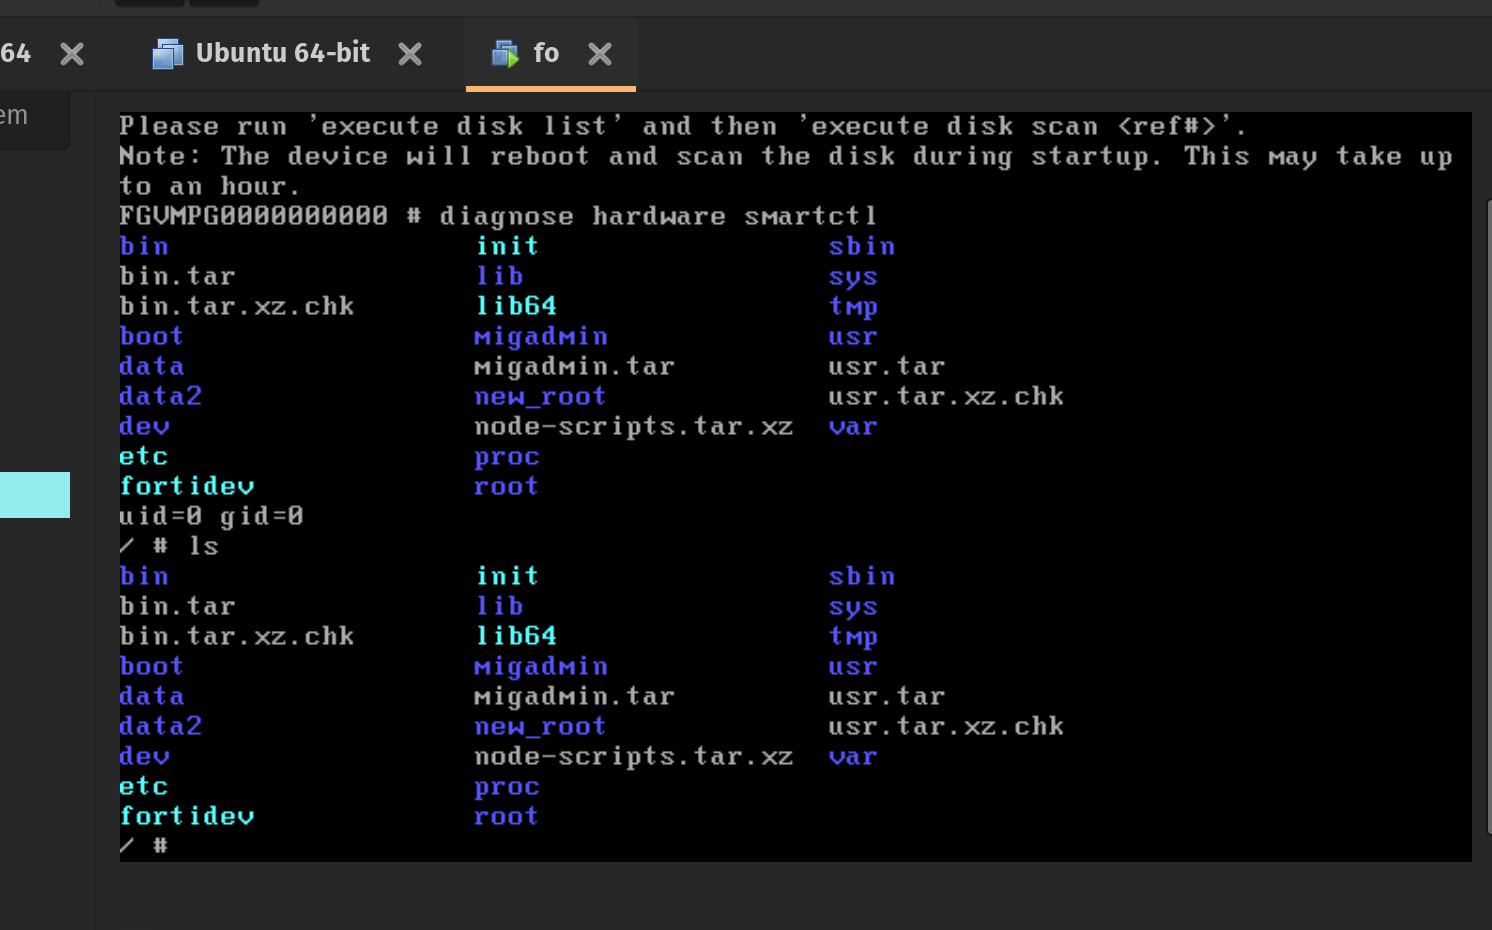 64 Ubuntu 64-bit fo
em
Please run 'execute disk list' and then 'execute disk scan <ref#>'.
Note: The device will reboot and scan the disk during startup. This may take up
to an hour.
FGVMPG0000000000 # diagnose hardware smartctl
bin init sbin
bin.tar lib sys
bin.tar.xz.chk lib64 tmp
boot migadmin usr
data migadmin.tar usr.tar
data2 new_root usr.tar.xz.chk
dev node-scripts.tar.xz var
etc proc
fortidev root
uid=0 gid=0
/ # ls
bin init sbin
bin.tar lib sys
bin.tar.xz.chk lib64 tmp
boot migadmin usr
data migadmin.tar usr.tar
data2 new_root usr.tar.xz.chk
dev node-scripts.tar.xz var
etc proc
fortidev root
/ #